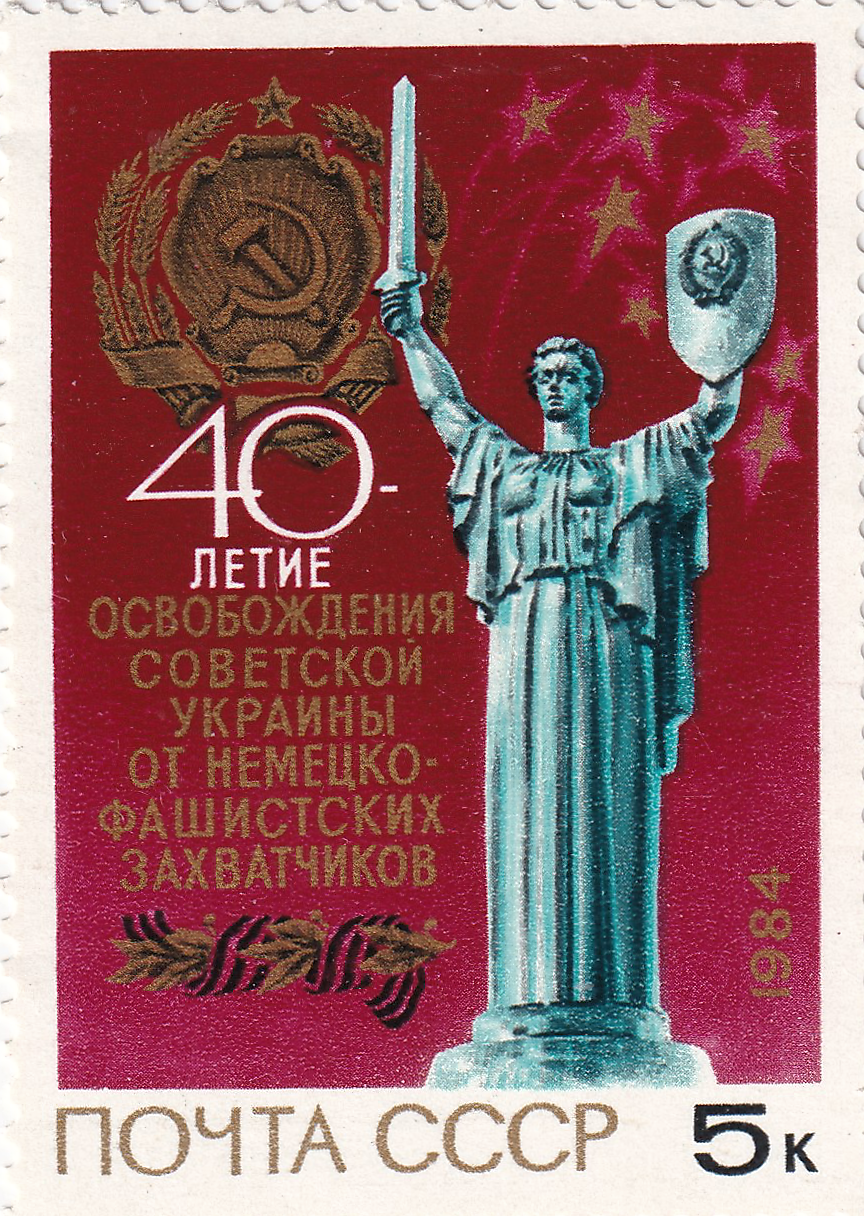 40-
ЛЕТИЕ
ОСВОБОЖДЕНИЯ
СОВЕТСКОЙ
УКРАИНЫ
ОТ НЕМЕЦКО-
ФАШИСТСКИХ
ЗАХВАТЧИКОВ
1984
ПОЧТА СССР 5к